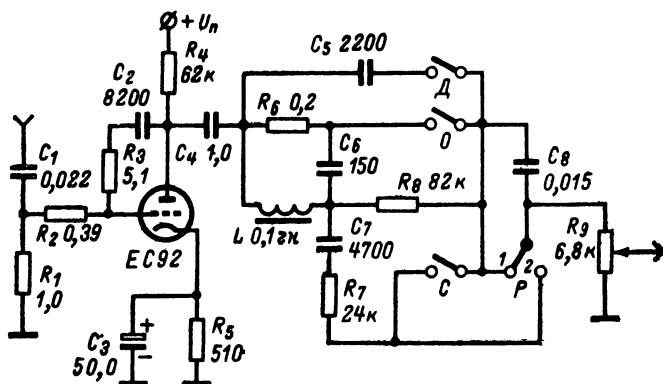 +Uп
R4
62к
C5 2200
Д
C2
8200
R6 0,2
О
C4 1,0
C6
150
C8
0,015
R3
5,1
C1
0,022
R2 0,39
R8 82к
R9
6,8к
EC92
L 0,1гн
C7
4700
1 2
Р
С
R1
1,0
R7
24к
C3
50,0
+
−
R5
510